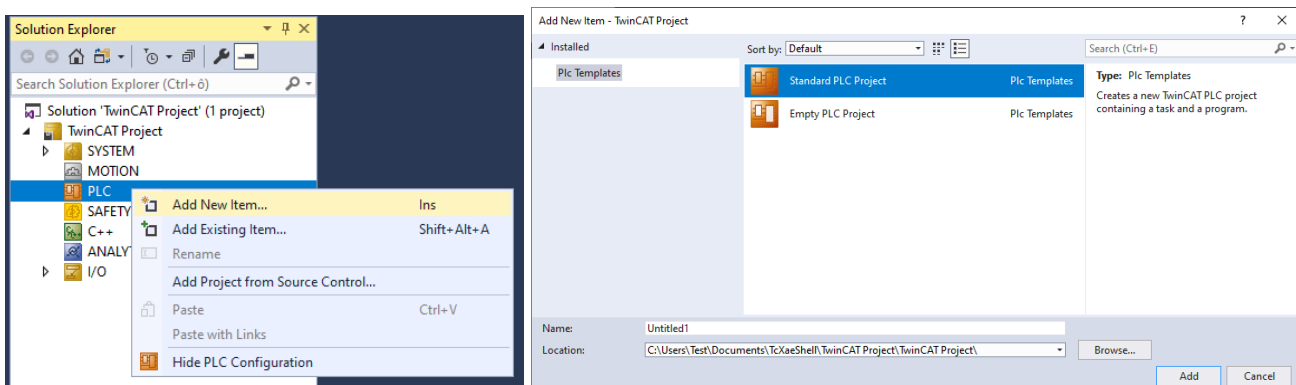 Solution Explorer
Search Solution Explorer (Ctrl+ô)
Solution 'TwinCAT Project' (1 project)
TwinCAT Project
SYSTEM
MOTION
PLC
SAFETY
C++
ANALY
I/O
Add New Item... Ins
Add Existing Item... Shift+Alt+A
Rename
Add Project from Source Control...
Paste Ctrl+V
Paste with Links
Hide PLC Configuration
Add New Item - TwinCAT Project
Installed
Plc Templates
Sort by: Default
Search (Ctrl+E)
Standard PLC Project Plc Templates
Empty PLC Project Plc Templates
Type: Plc Templates
Creates a new TwinCAT PLC project
containing a task and a program.
Name: Untitled1
Location: C:\Users\Test\Documents\TcXaeShell\TwinCAT Project\TwinCAT Project\
Browse...
Add Cancel